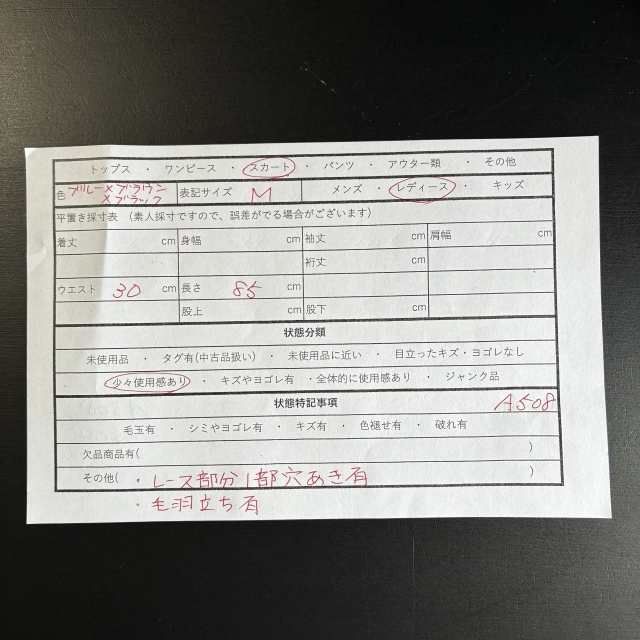 トップス ・ ワンピース ・ スカート ・ パンツ ・ アウター類 ・ その他
色 ブルー×ブラウン×ブラック 表記サイズ M メンズ ・ レディース ・ キッズ
平置き採寸表 (素人採寸ですので、誤差がでる場合がございます)
着丈 cm 身幅 cm 袖丈 cm 肩幅 cm
裄丈 cm
ウエスト 30 cm 長さ 85 cm
股上 cm 股下 cm
状態分類
未使用品 ・ タグ有(中古品扱い) ・ 未使用品に近い ・ 目立ったキズ・ヨゴレなし
少々使用感あり ・ キズやヨゴレ有 ・全体的に使用感あり ・ ジャンク品
状態特記事項 A508
毛玉有 ・ シミやヨゴレ有 ・ キズ有 ・ 色褪せ有 ・ 破れ有
欠品商品有( )
その他( ・レース部分1部穴あき有 )
・毛羽立ち有